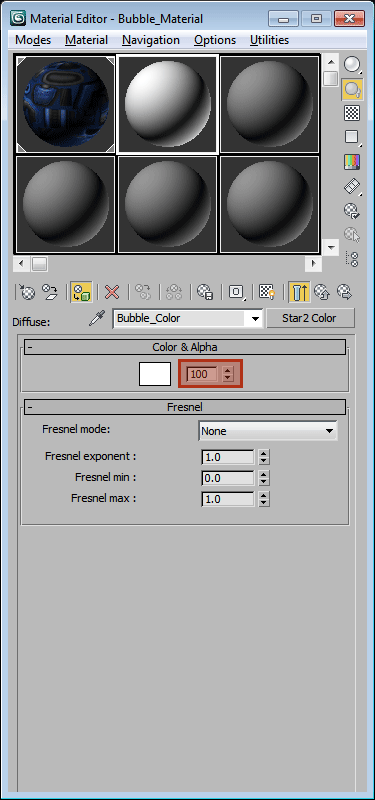 Material Editor - Bubble_Material
Modes Material Navigation Options Utilities
Diffuse: Bubble_Color Star2 Color
- Color & Alpha
100
- Fresnel
Fresnel mode: None
Fresnel exponent : 1.0
Fresnel min : 0.0
Fresnel max : 1.0